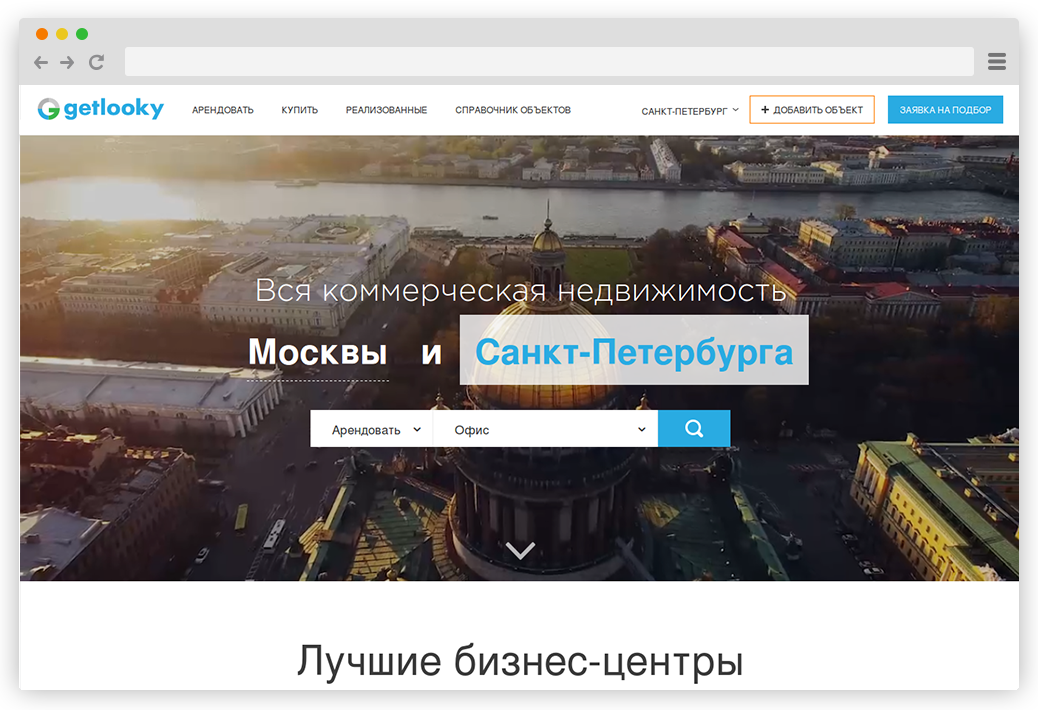 getlooky АРЕНДОВАТЬ КУПИТЬ РЕАЛИЗОВАННЫЕ СПРАВОЧНИК ОБЪЕКТОВ САНКТ-ПЕТЕРБУРГ + ДОБАВИТЬ ОБЪЕКТ ЗАЯВКА НА ПОДБОР
Вся коммерческая недвижимость
Москвы и Санкт-Петербурга
Арендовать Офис
Лучшие бизнес-центры